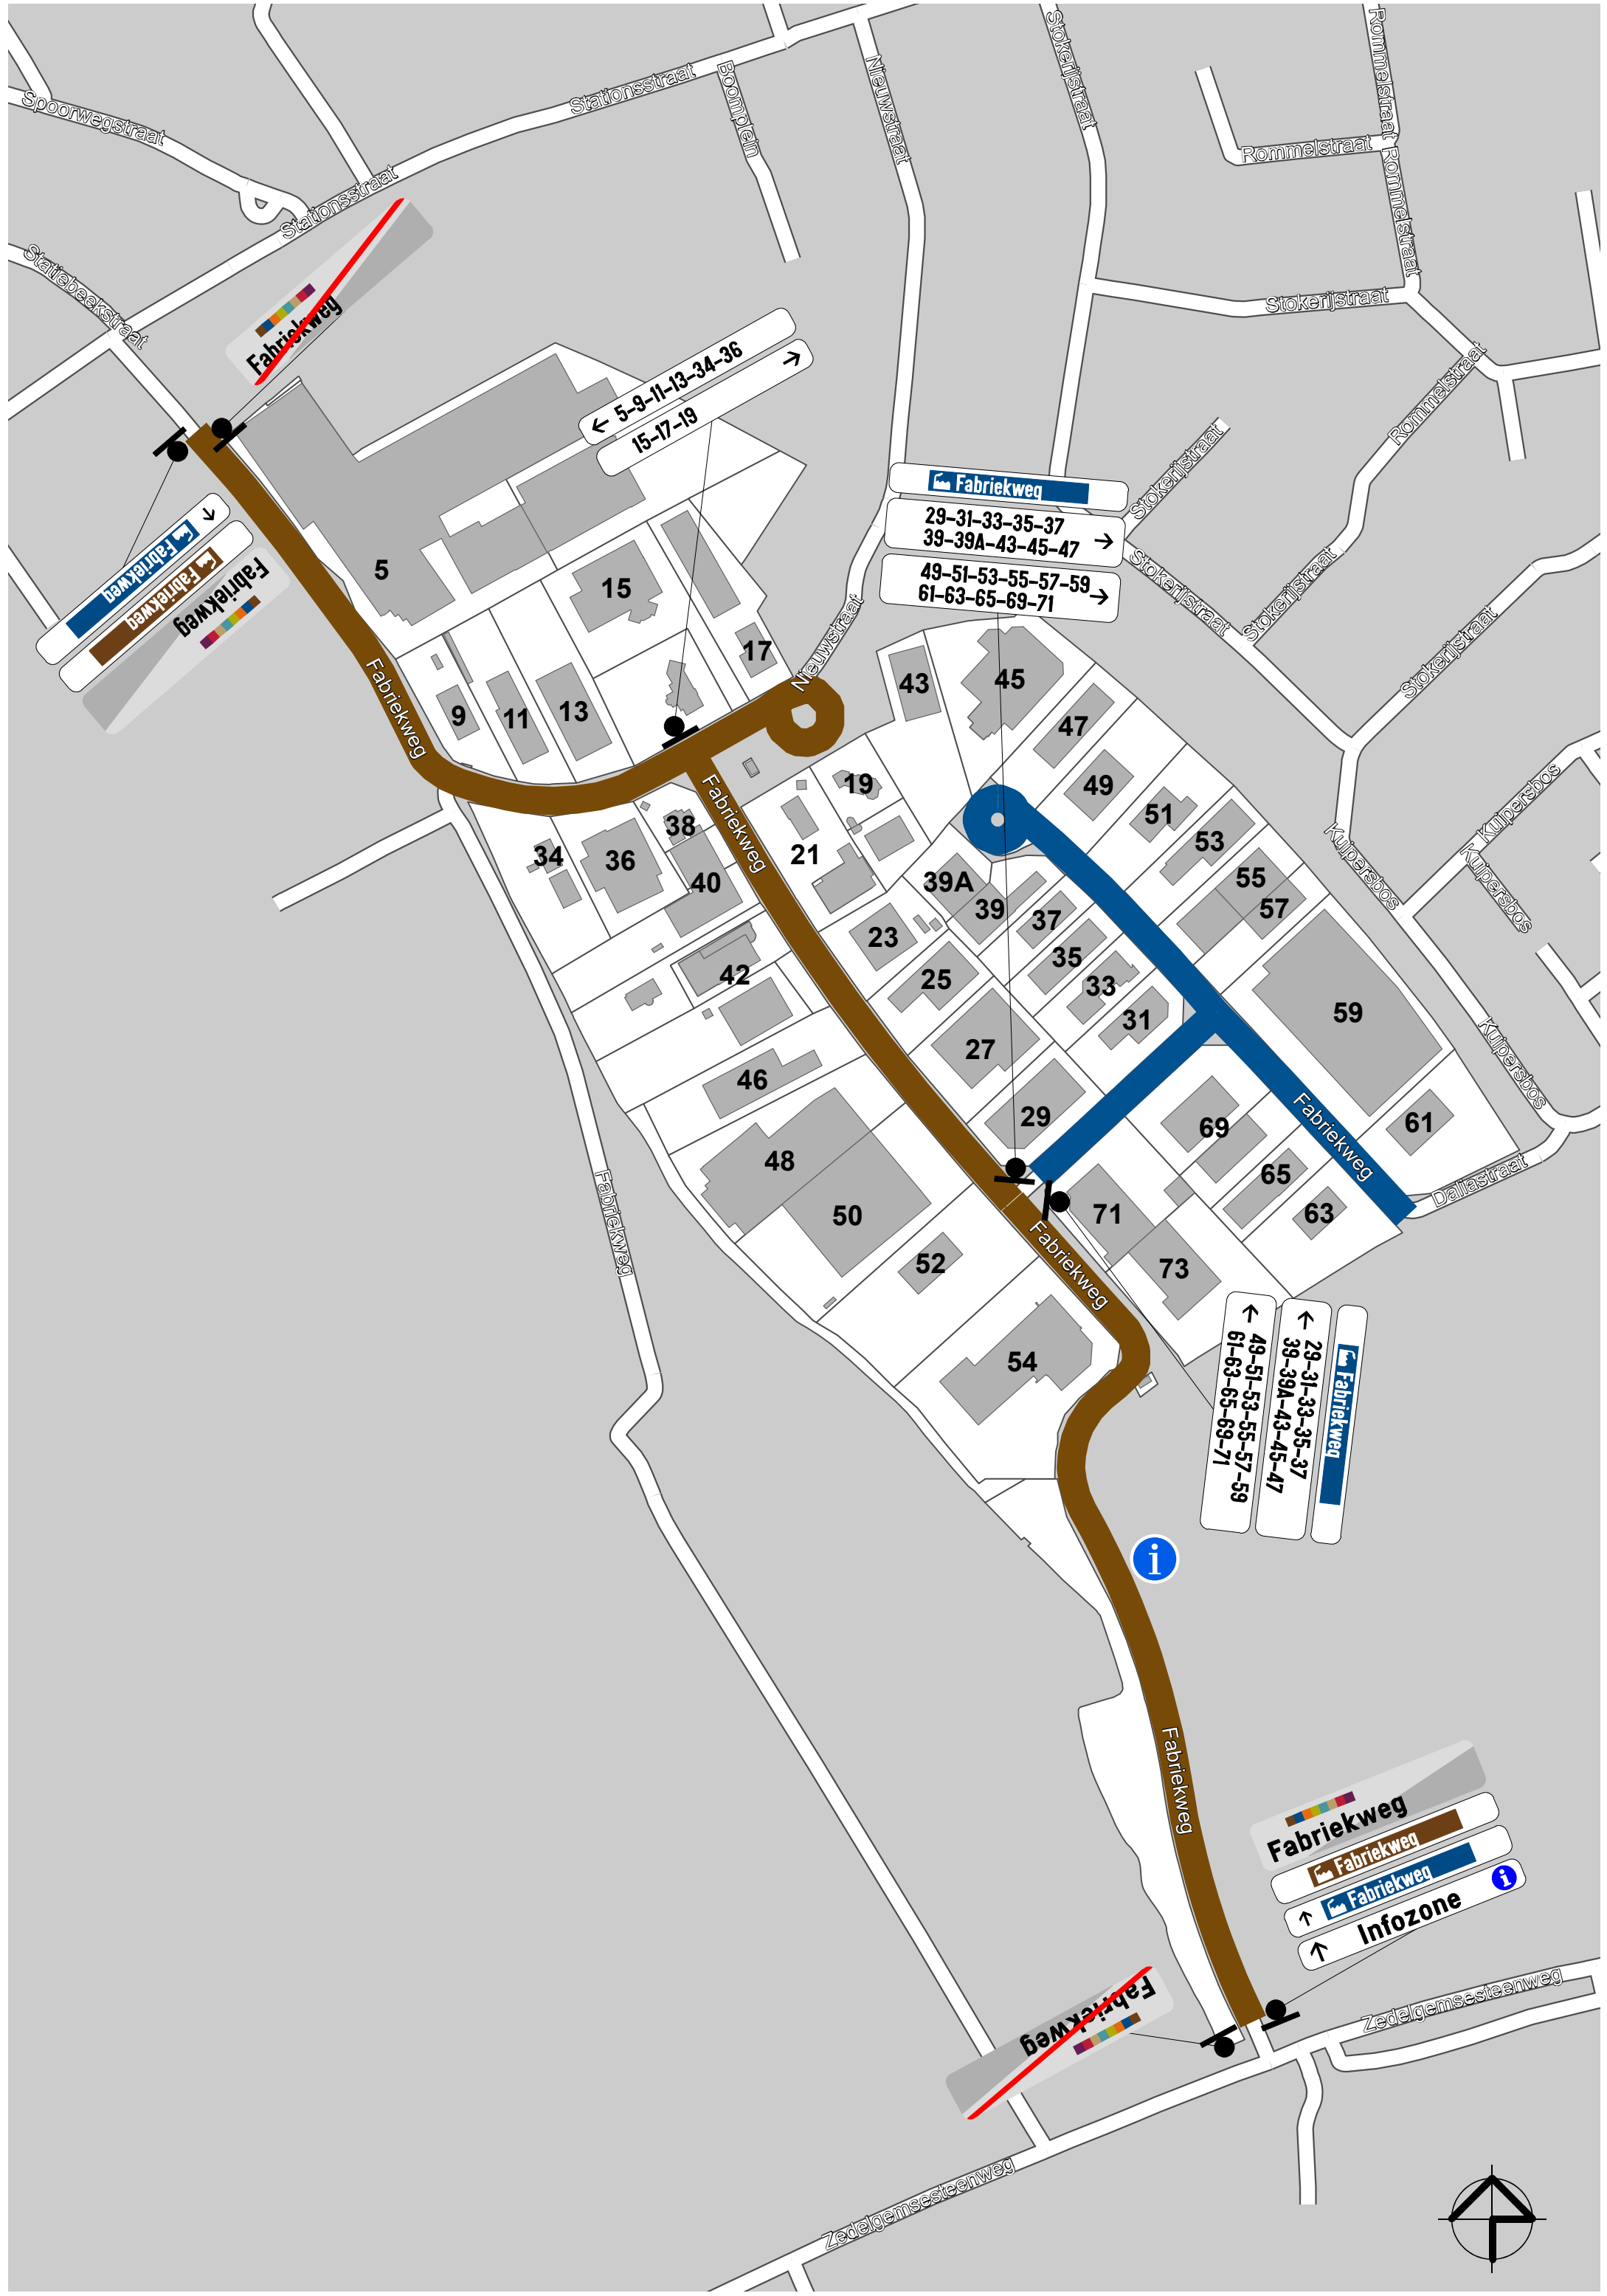 Spoorwegstraat
Stationsstraat
Boomplein
Nieuwstraat
Stokerijstraat
Rommelstraat
Rommelstraat
Rommelstraat
Stationsstraat
Statiebeekstraat
Stokerijstraat
Rommelstraat
Stokerijstraat
Stokerijstraat
Stokerijstraat
Stokerijstraat
Kuipersbos
Kuipersbos
Kuipersbos
Kuipersbos
Dallastraat
Nieuwstraat
Fabriekweg
← 5-9-11-13-34-36
15-17-19 →
Fabriekweg
29-31-33-35-37
39-39A-43-45-47 →
49-51-53-55-57-59
61-63-65-69-71 →
Fabriekweg
Fabriekweg
Fabriekweg
5
15
17
9
11
13
43
45
47
49
51
53
55
57
59
61
19
21
34
36
38
40
42
39A
39
37
35
33
31
23
25
27
29
46
48
50
52
54
69
65
63
71
73
Fabriekweg
Fabriekweg
Fabriekweg
Fabriekweg
Fabriekweg
Fabriekweg
← 49-51-53-55-57-59
61-63-65-69-71
← 29-31-33-35-37
39-39A-43-45-47
Fabriekweg
i
Fabriekweg
Fabriekweg
Fabriekweg
↑ Fabriekweg
↑ Infozone i
Fabriekweg
Zedelgemsesteenweg
Zedelgemsesteenweg